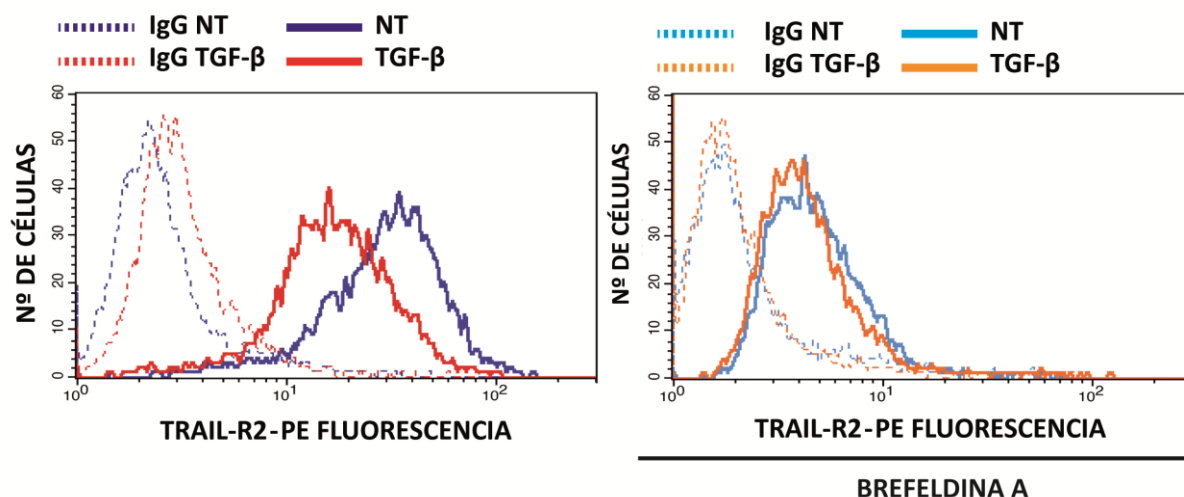 IgG NT NT
IgG TGF-β TGF-β
Nº DE CÉLULAS
60
50
40
30
20
10
0
10⁰ 10¹ 10²
TRAIL-R2-PE FLUORESCENCIA
IgG NT NT
IgG TGF-β TGF-β
Nº DE CÉLULAS
60
50
40
30
20
10
0
10⁰ 10¹ 10²
TRAIL-R2-PE FLUORESCENCIA
BREFELDINA A